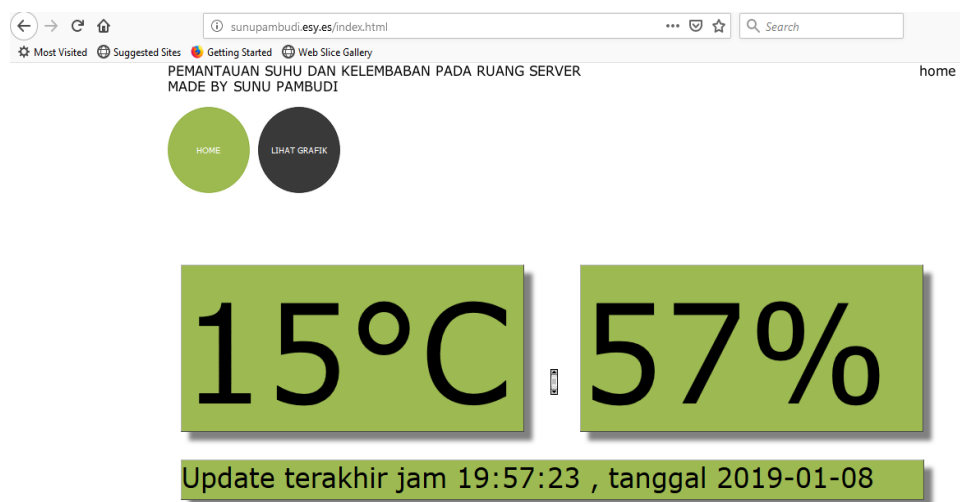 sunupambudi.esy.es/index.html
Search
Most Visited Suggested Sites Getting Started Web Slice Gallery
PEMANTAUAN SUHU DAN KELEMBABAN PADA RUANG SERVER
home
MADE BY SUNU PAMBUDI
HOME
LIHAT GRAFIK
15°C
57%
Update terakhir jam 19:57:23 , tanggal 2019-01-08